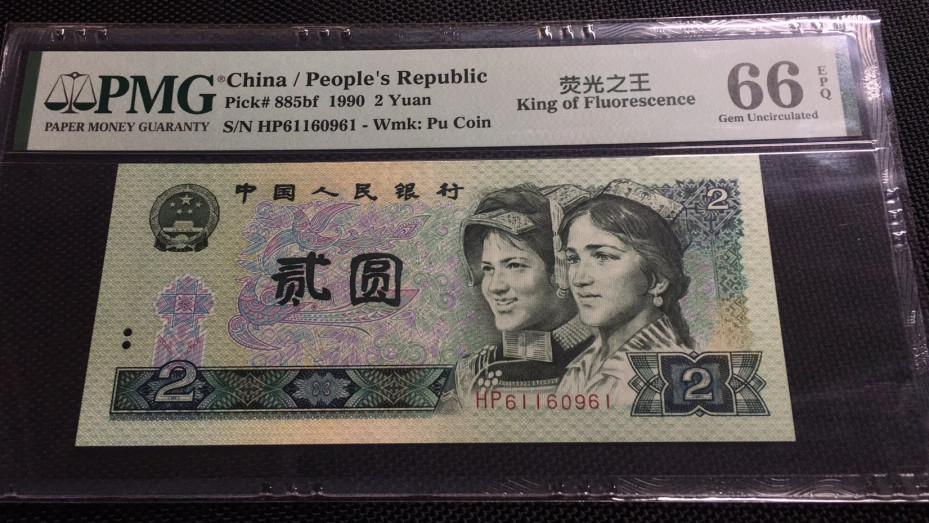 PMG®
PAPER MONEY GUARANTY
China / People's Republic
Pick# 885bf 1990 2 Yuan
S/N HP61160961 - Wmk: Pu Coin
荧光之王
King of Fluorescence
66
EPQ
Gem Uncirculated
中国人民银行
2
贰圆
2
HP61160961
2